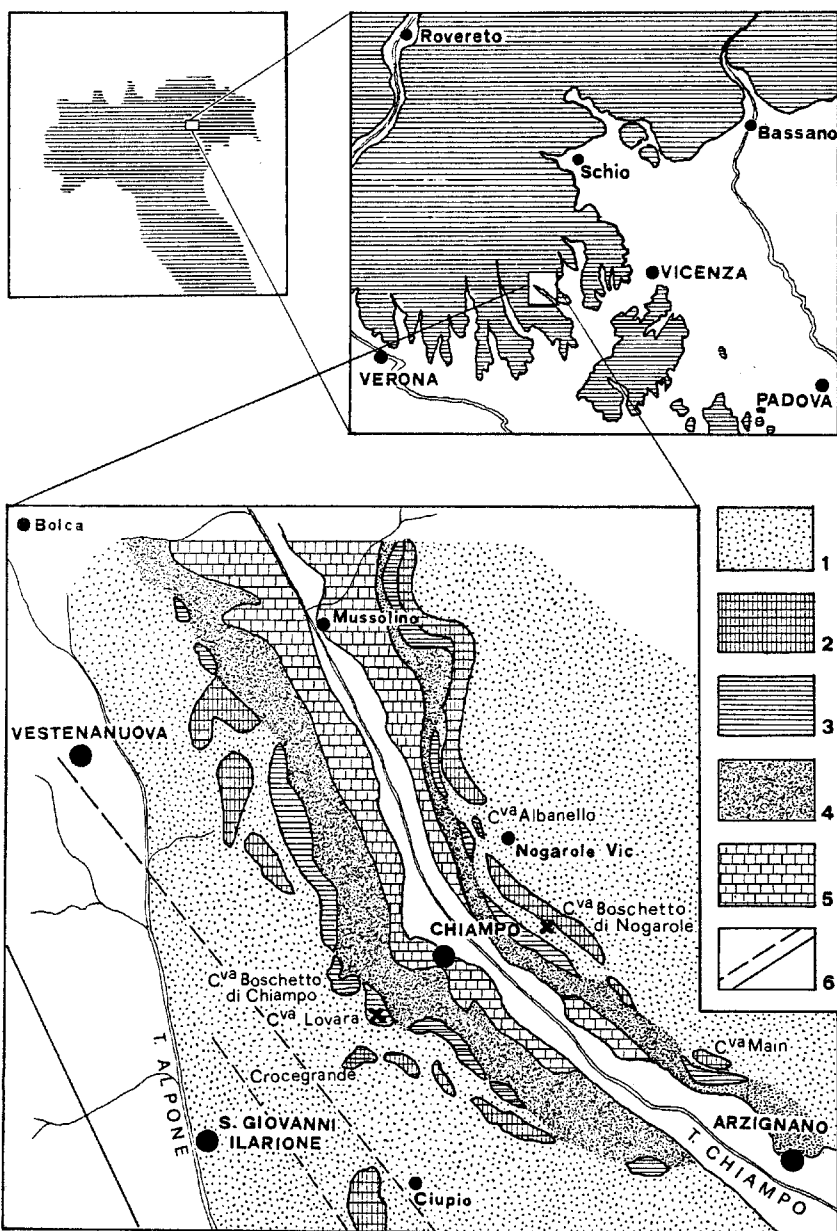 Rovereto
Bassano
Schio
VICENZA
VERONA
PADOVA
Bolca
1
Mussolino
2
VESTENANUOVA
3
Cva Albanello
4
Nogarole Vic
Cva Boschetto
di Nogarole
5
CHIAMPO
Cva Boschetto
di Chiampo
6
Cva Lovara
Cva Main
Crocegrande
T. ALPONE
S. GIOVANNI
ILARIONE
ARZIGNANO
T. CHIAMPO
Ciupio